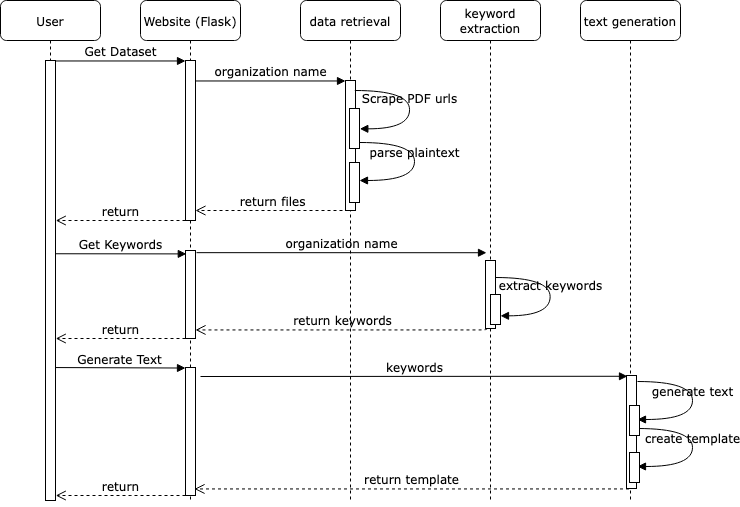 User
Website (Flask)
data retrieval
keyword
extraction
text generation
Get Dataset
organization name
Scrape PDF urls
parse plaintext
return files
return
Get Keywords
organization name
extract keywords
return keywords
return
Generate Text
keywords
generate text
create template
return template
return